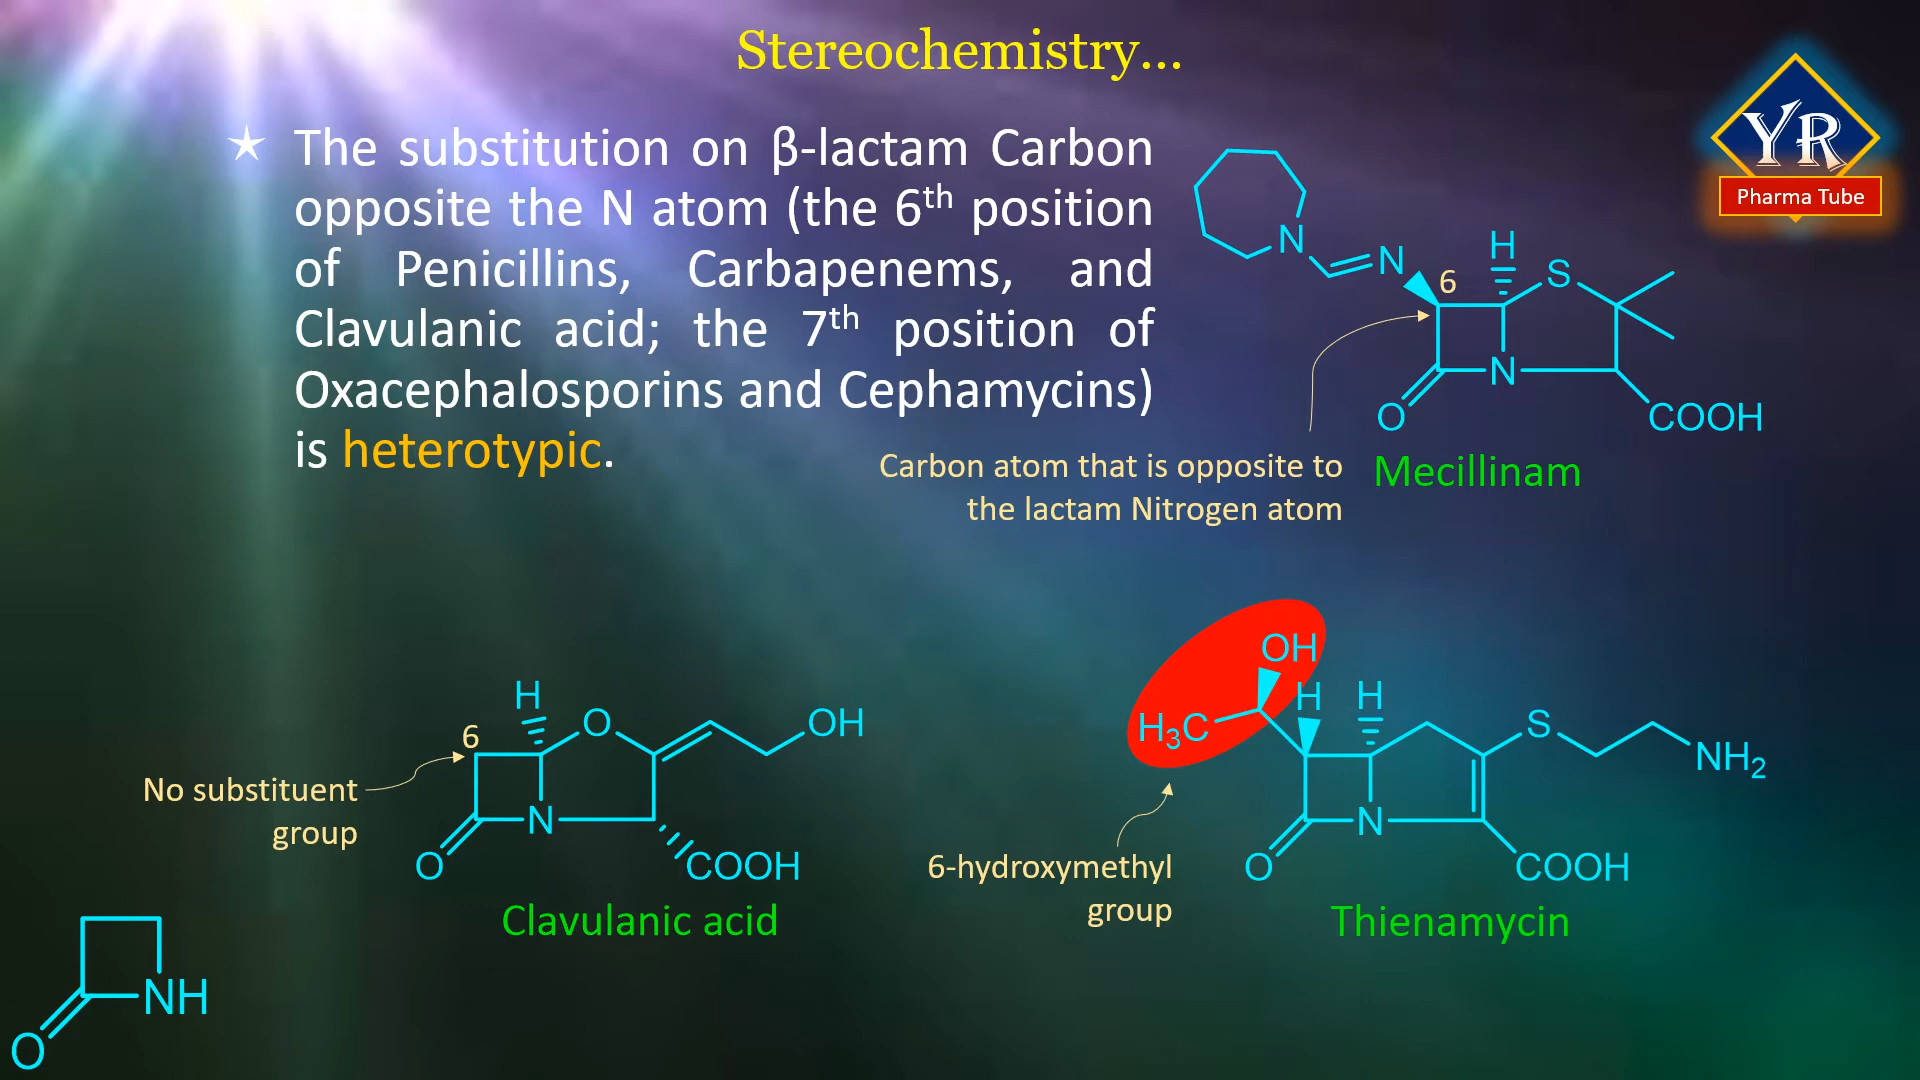 Stereochemistry...
YR
Pharma Tube
★ The substitution on β-lactam Carbon
opposite the N atom (the 6th position
of Penicillins, Carbapenems, and
Clavulanic acid; the 7th position of
Oxacephalosporins and Cephamycins)
is heterotypic.
N
N
6
H
S
N
O
COOH
Mecillinam
Carbon atom that is opposite to
the lactam Nitrogen atom
H
6
O
OH
No substituent
group
N
O
COOH
Clavulanic acid
OH
H
H
H3C
S
NH2
N
O
COOH
6-hydroxymethyl
group
Thienamycin
NH
O